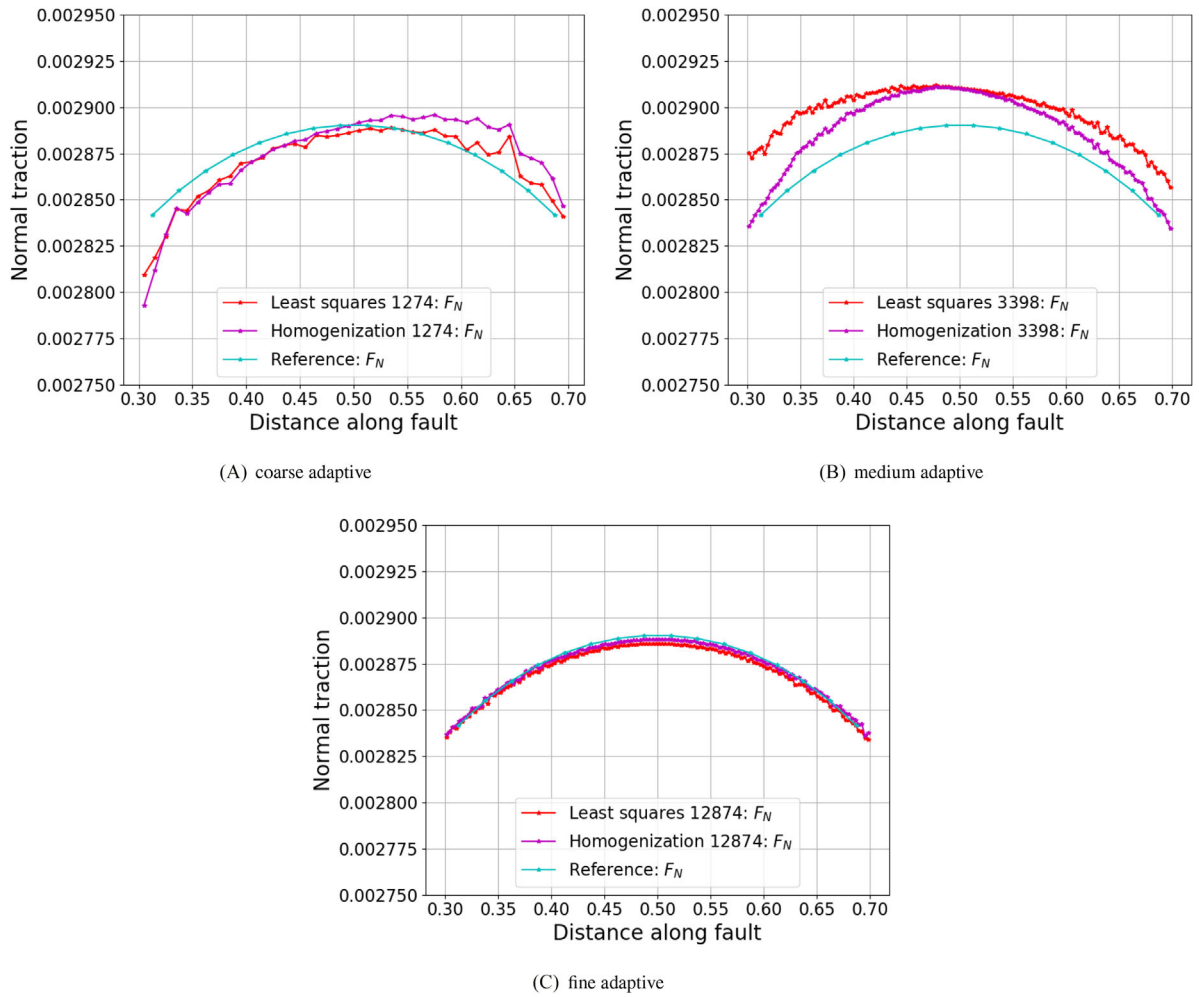 0.002950
0.002925
0.002900
0.002875
0.002850
0.002825
0.002800
0.002775
0.002750
Normal traction
Least squares 1274: F_N
Homogenization 1274: F_N
Reference: F_N
0.30 0.35 0.40 0.45 0.50 0.55 0.60 0.65 0.70
Distance along fault
(A) coarse adaptive
0.002950
0.002925
0.002900
0.002875
0.002850
0.002825
0.002800
0.002775
0.002750
Normal traction
Least squares 3398: F_N
Homogenization 3398: F_N
Reference: F_N
0.30 0.35 0.40 0.45 0.50 0.55 0.60 0.65 0.70
Distance along fault
(B) medium adaptive
0.002950
0.002925
0.002900
0.002875
0.002850
0.002825
0.002800
0.002775
0.002750
Normal traction
Least squares 12874: F_N
Homogenization 12874: F_N
Reference: F_N
0.30 0.35 0.40 0.45 0.50 0.55 0.60 0.65 0.70
Distance along fault
(C) fine adaptive